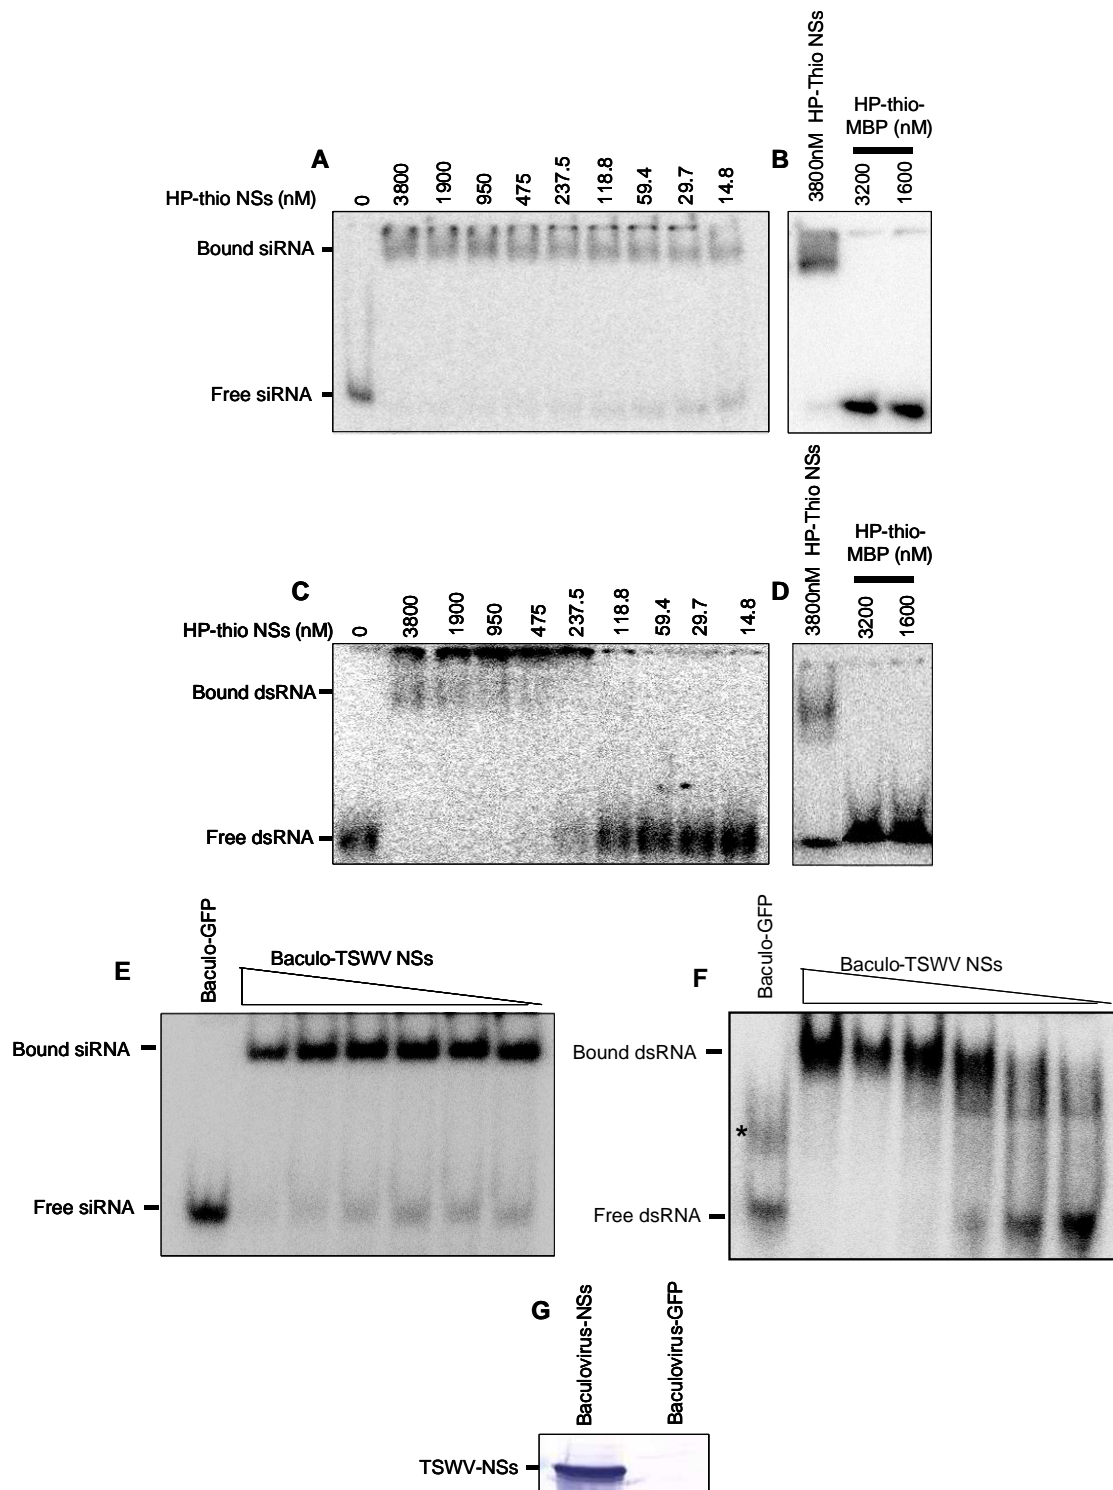 A
HP-thio NSs (nM)
0
3800
1900
950
475
237.5
118.8
59.4
29.7
14.8
Bound siRNA
Free siRNA
B
3800nM HP-Thio NSs
HP-thio-
MBP (nM)
3200
1600
C
HP-thio NSs (nM)
0
3800
1900
950
475
237.5
118.8
59.4
29.7
14.8
Bound dsRNA
Free dsRNA
D
3800nM HP-Thio NSs
HP-thio-
MBP (nM)
3200
1600
E
Baculo-GFP
Baculo-TSWV NSs
Bound siRNA
Free siRNA
F
Baculo-GFP
Baculo-TSWV NSs
Bound dsRNA
*
Free dsRNA
G
Baculovirus-NSs
Baculovirus-GFP
TSWV-NSs